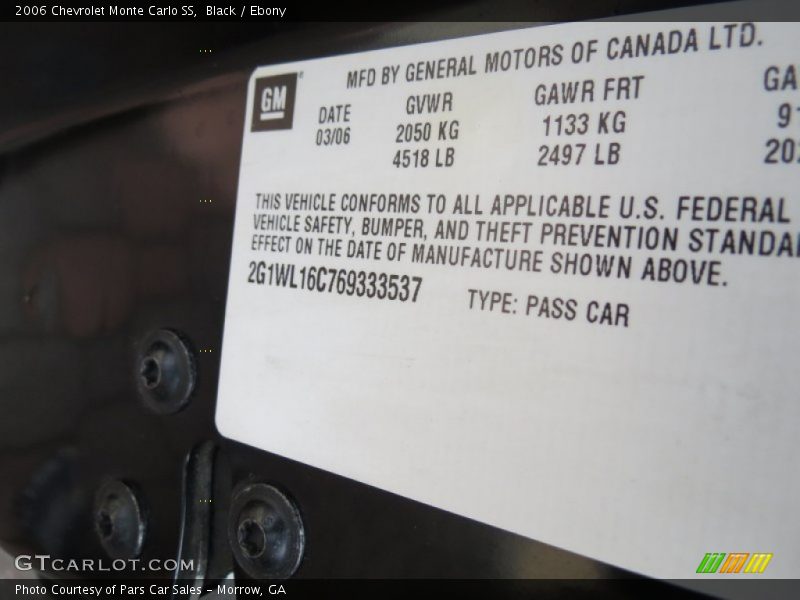 2006 Chevrolet Monte Carlo SS, Black / Ebony
MFD BY GENERAL MOTORS OF CANADA LTD.
GM
DATE GVWR GAWR FRT
03/06 2050 KG 1133 KG
4518 LB 2497 LB
THIS VEHICLE CONFORMS TO ALL APPLICABLE U.S. FEDERAL
VEHICLE SAFETY, BUMPER, AND THEFT PREVENTION
EFFECT ON THE DATE OF MANUFACTURE SHOWN ABOVE.
2G1WL16C769333537 TYPE: PASS CAR
GTCARLOT.COM
Photo Courtesy of Pars Car Sales - Morrow, GA